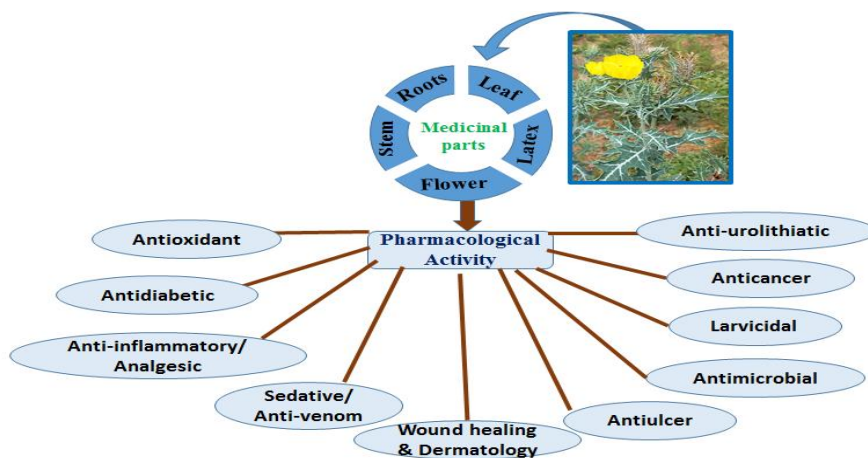 Roots
Leaf
Stem
Medicinal
parts
Latex
Flower
Pharmacological
Activity
Antioxidant
Antidiabetic
Anti-inflammatory/
Analgesic
Sedative/
Anti-venom
Wound healing
& Dermatology
Antiulcer
Antimicrobial
Larvicidal
Anticancer
Anti-urolithiatic